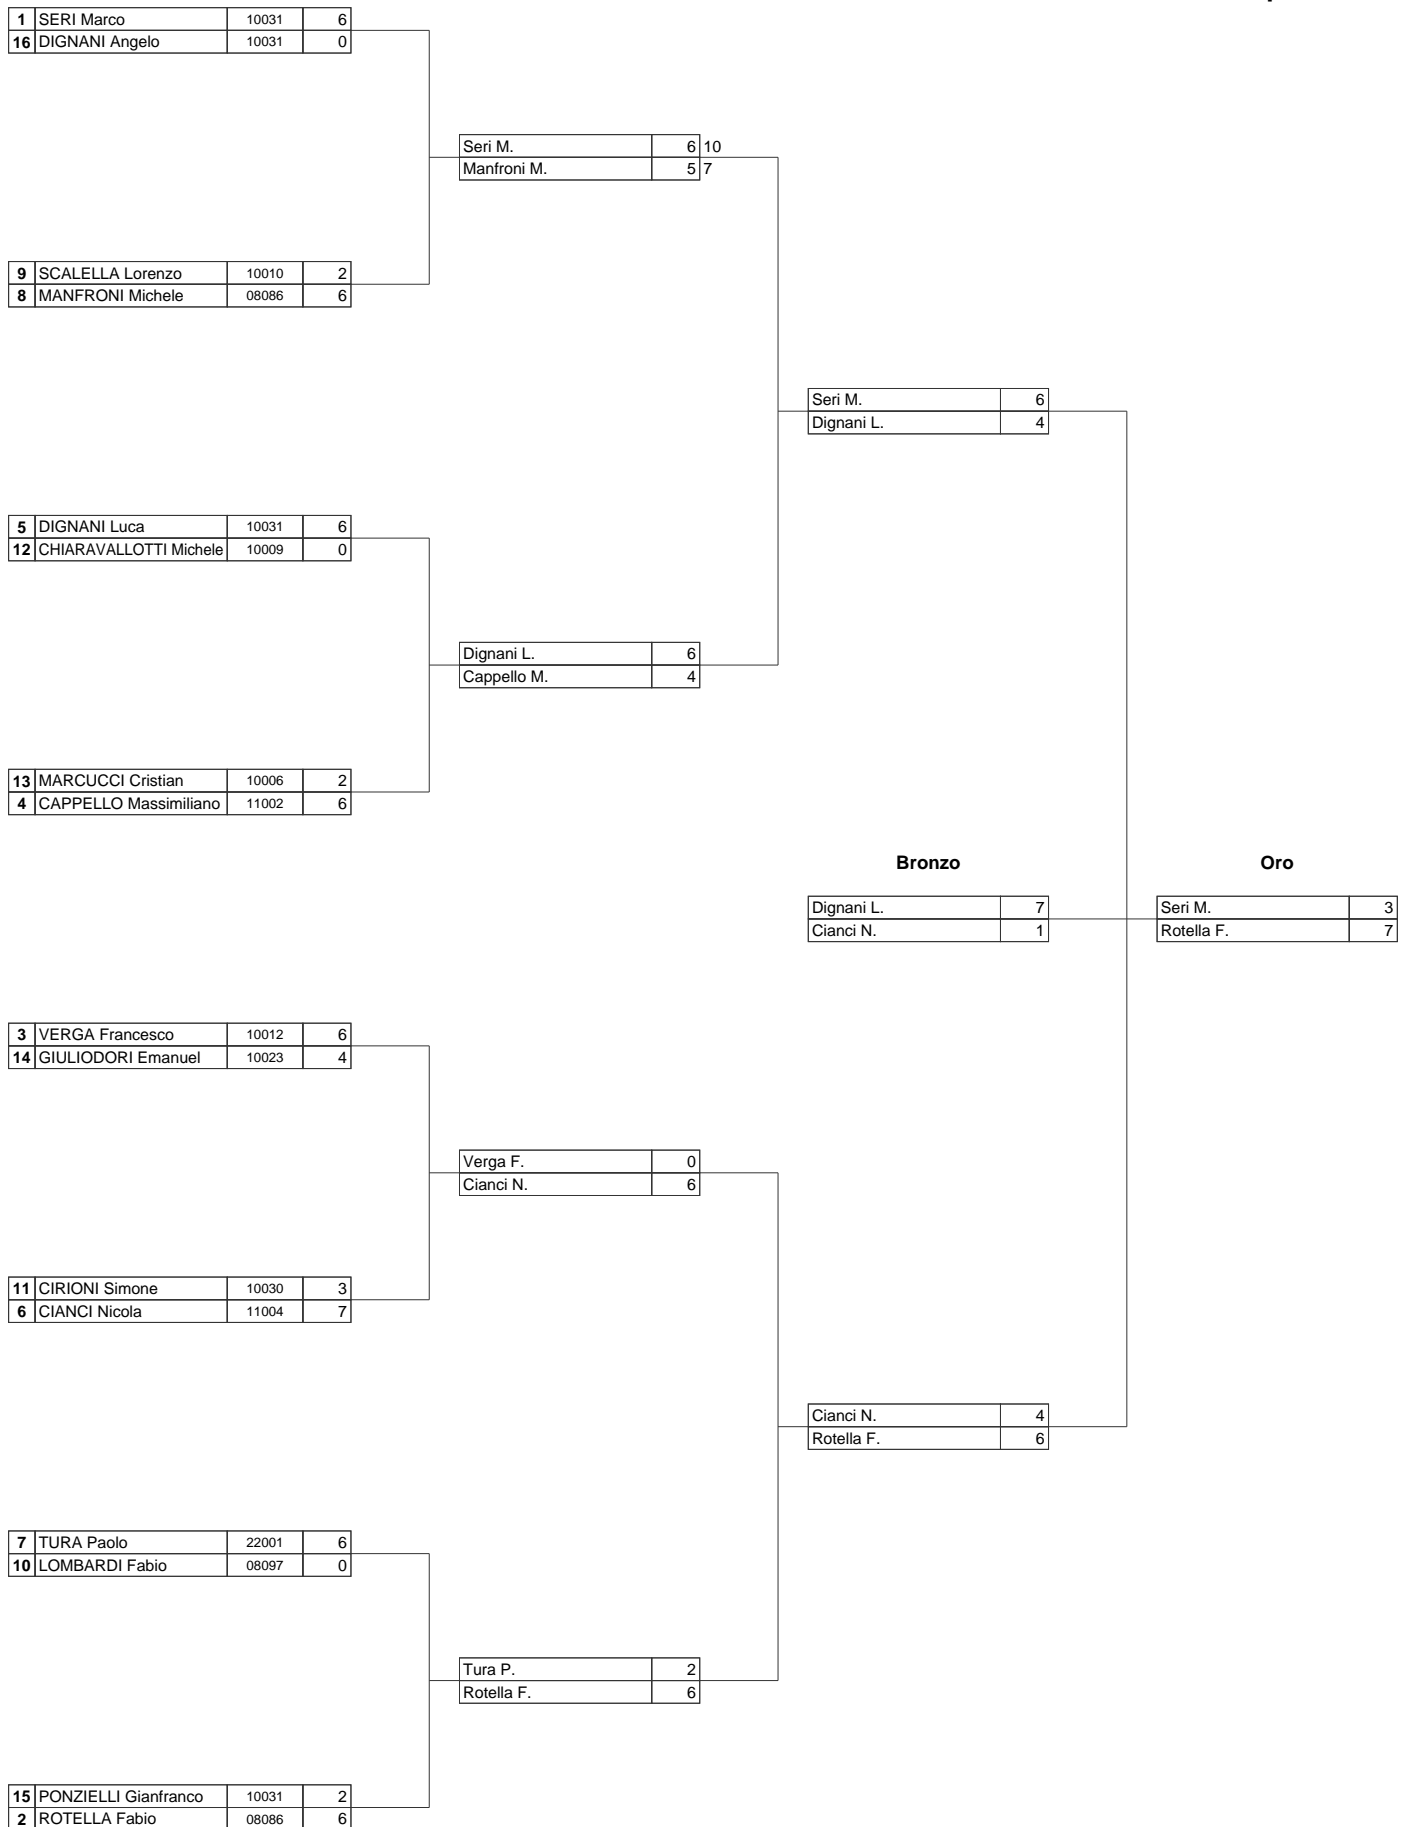 1 SERI Marco 10031 6
16 DIGNANI Angelo 10031 0
Seri M. 6 10
Manfroni M. 5 7
9 SCALELLA Lorenzo 10010 2
8 MANFRONI Michele 08086 6
Seri M. 6
Dignani L. 4
5 DIGNANI Luca 10031 6
12 CHIARAVALLOTTI Michele 10009 0
Dignani L. 6
Cappello M. 4
13 MARCUCCI Cristian 10006 2
4 CAPPELLO Massimiliano 11002 6
Bronzo Oro
Dignani L. 7 Seri M. 3
Cianci N. 1 Rotella F. 7
3 VERGA Francesco 10012 6
14 GIULIODORI Emanuel 10023 4
Verga F. 0
Cianci N. 6
11 CIRIONI Simone 10030 3
6 CIANCI Nicola 11004 7
Cianci N. 4
Rotella F. 6
7 TURA Paolo 22001 6
10 LOMBARDI Fabio 08097 0
Tura P. 2
Rotella F. 6
15 PONZIELLI Gianfranco 10031 2
2 ROTELLA Fabio 08086 6